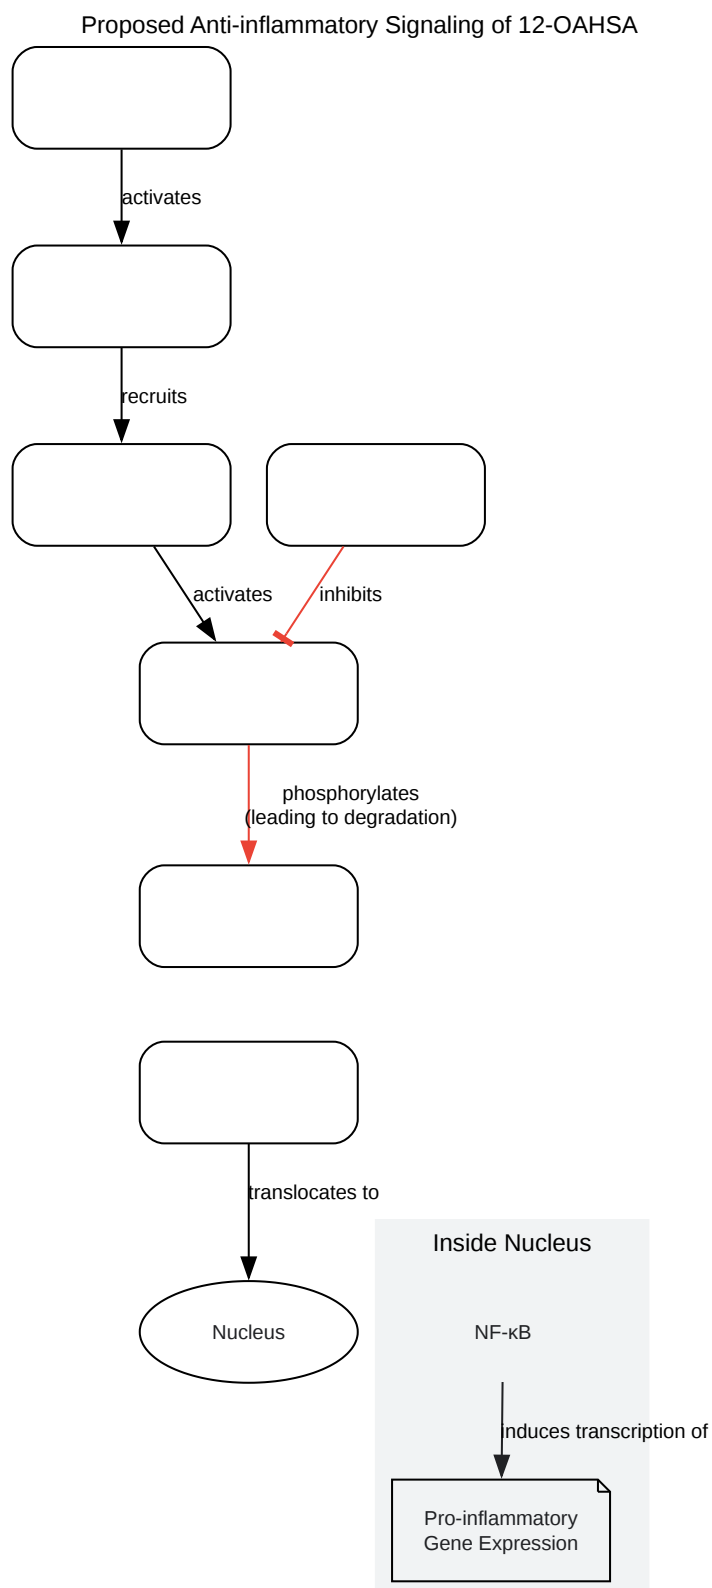 Proposed Anti-inflammatory Signaling of 12-OAHSA
activates
recruits
activates
inhibits
phosphorylates
(leading to degradation)
translocates to
Inside Nucleus
Nucleus
NF-κB
induces transcription of
Pro-inflammatory
Gene Expression